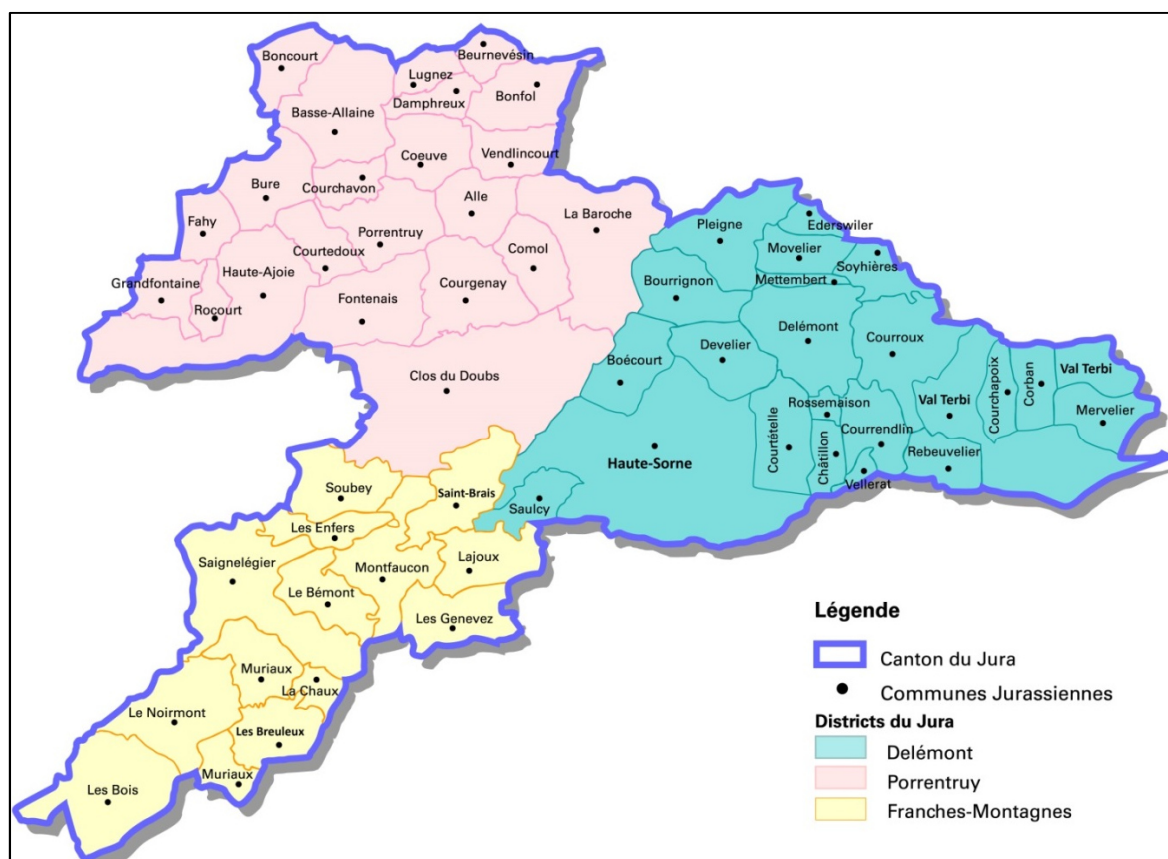 Boncourt
Beurnevésin
Lugnez
Damphreux
Bonfol
Basse-Allaine
Coeuve
Vendlincourt
Courchavon
Bure
Alle
La Baroche
Fahy
Porrentruy
Courtedoux
Comol
Grandfontaine
Haute-Ajoie
Rocourt
Fontenais
Courgenay
Clos du Doubs
Ederswiler
Pleigne
Movelier
Soyhières
Mettembert
Bourrignon
Delémont
Courroux
Develier
Boécourt
Val Terbi
Courchapoix
Corban
Val Terbi
Rossemaison
Mervelier
Courtételle
Châtillon
Courrendlin
Rebeuvelier
Vellerat
Haute-Sorne
Saulcy
Soubey
Saint-Brais
Les Enfers
Saignelégier
Montfaucon
Lajoux
Le Bémont
Les Genevez
Muriaux
La Chaux
Le Noirmont
Les Breuleux
Muriaux
Les Bois
Légende
Canton du Jura
Communes Jurassiennes
Districts du Jura
Delémont
Porrentruy
Franches-Montagnes